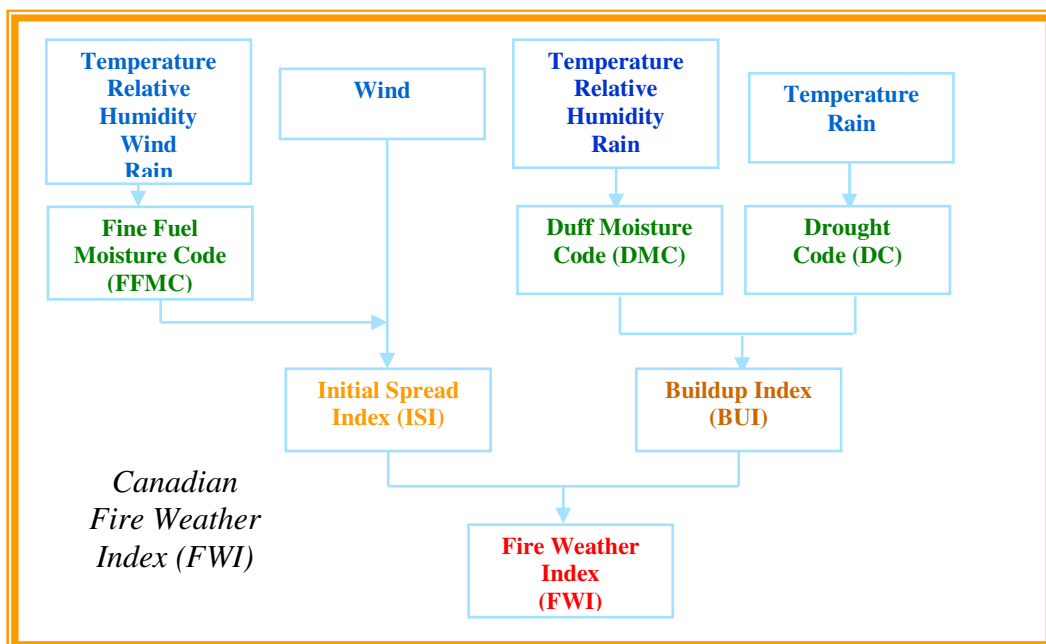 Temperature
Relative
Humidity
Wind
Rain
Wind
Temperature
Relative
Humidity
Rain
Temperature
Rain
Fine Fuel
Moisture Code
(FFMC)
Duff Moisture
Code (DMC)
Drought
Code (DC)
Initial Spread
Index (ISI)
Buildup Index
(BUI)
Canadian
Fire Weather
Index (FWI)
Fire Weather
Index
(FWI)